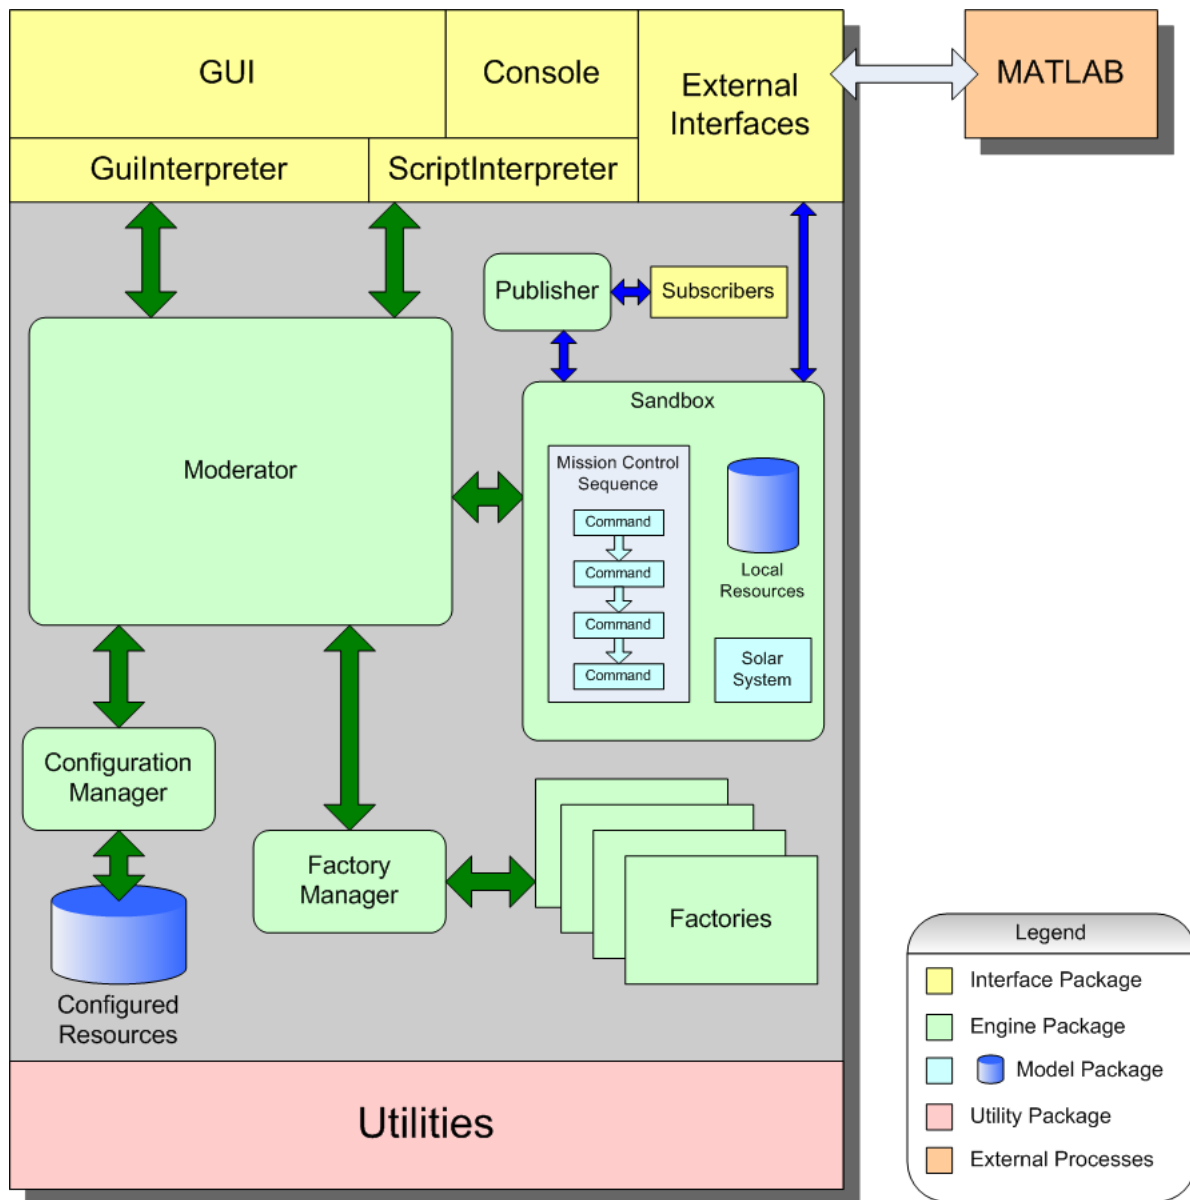 GUI
Console
External
Interfaces
MATLAB
GuiInterpreter
ScriptInterpreter
Publisher
Subscribers
Moderator
Sandbox
Mission Control
Sequence
Command
Command
Command
Command
Local
Resources
Solar
System
Configuration
Manager
Configured
Resources
Factory
Manager
Factories
Utilities
Legend
Interface Package
Engine Package
Model Package
Utility Package
External Processes